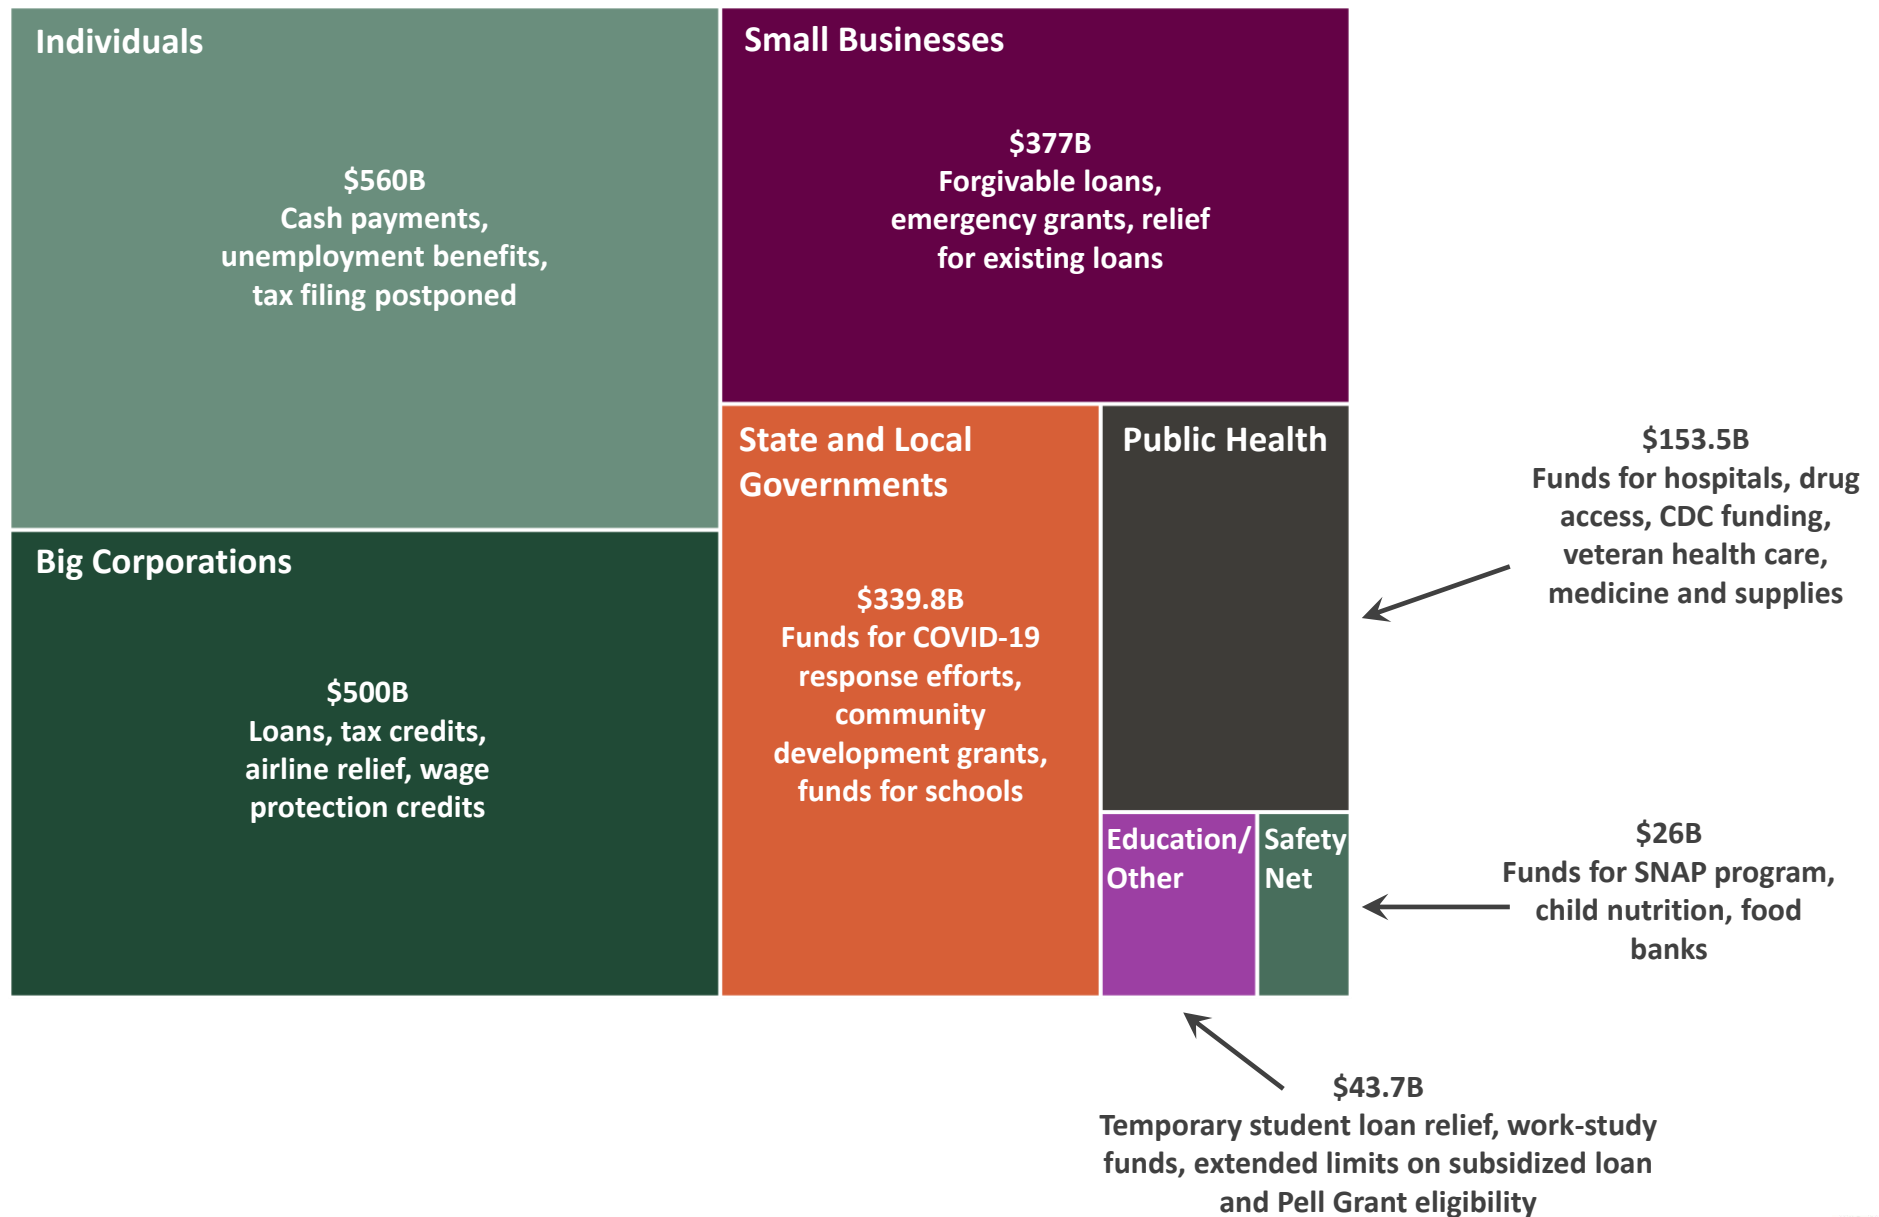 Individuals
$560B
Cash payments,
unemployment benefits,
tax filing postponed
Small Businesses
$377B
Forgivable loans,
emergency grants, relief
for existing loans
Big Corporations
$500B
Loans, tax credits,
airline relief, wage
protection credits
State and Local
Governments
$339.8B
Funds for COVID-19
response efforts,
community
development grants,
funds for schools
Public Health
$153.5B
Funds for hospitals, drug
access, CDC funding,
veteran health care,
medicine and supplies
Education/
Other
Safety
Net
$26B
Funds for SNAP program,
child nutrition, food
banks
$43.7B
Temporary student loan relief, work-study
funds, extended limits on subsidized loan
and Pell Grant eligibility